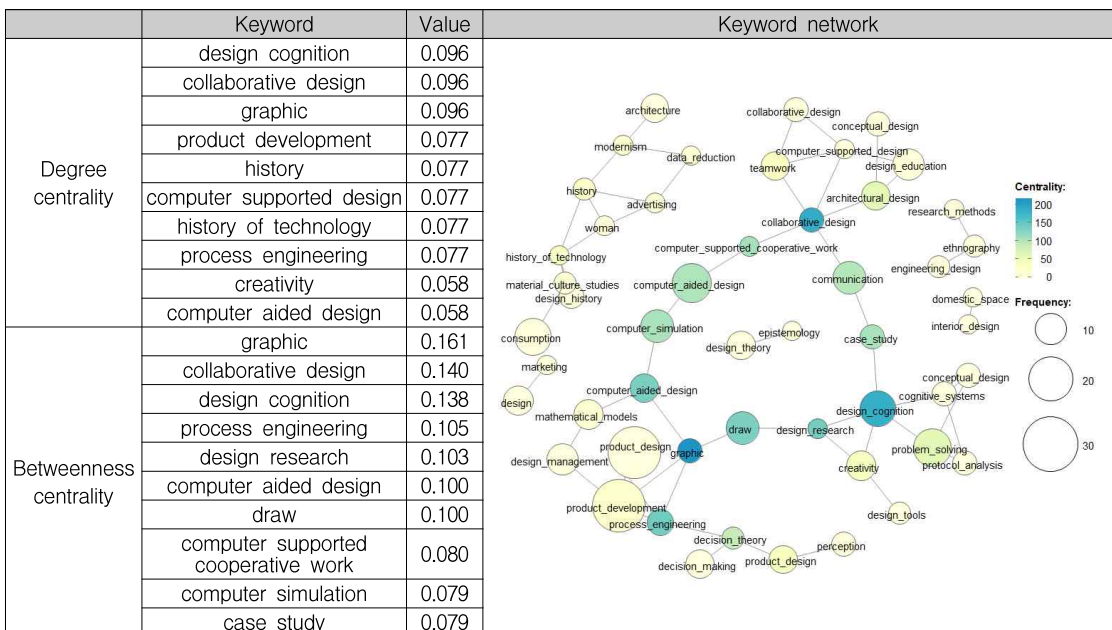 Keyword Value Keyword network
Degree centrality
design cognition 0.096
collaborative design 0.096
graphic 0.096
product development 0.077
history 0.077
computer supported design 0.077
history of technology 0.077
process engineering 0.077
creativity 0.058
computer aided design 0.058
Betweenness centrality
graphic 0.161
collaborative design 0.140
design cognition 0.138
process engineering 0.105
design research 0.103
computer aided design 0.100
draw 0.100
computer supported
cooperative work 0.080
computer simulation 0.079
case study 0.079
architecture
modernism
data_reduction
history
advertising
woman
history_of_technology
material_culture_studies
design_history
consumption
marketing
design
collaborative_design
conceptual_design
computer_supported_design
teamwork
design_education
architectural_design
collaborative_design
computer_supported_cooperative_work
computer_aided_design
communication
computer_simulation
epistemology
design_theory
case_study
research_methods
ethnography
engineering_design
domestic_space
interior_design
computer_aided_design
mathematical_models
product_design
design_management
graphic
draw
design_research
design_cognition
conceptual_design
cognitive_systems
problem_solving
protocol_analysis
creativity
design_tools
product_development
process_engineering
decision_theory
decision_making
product_design
perception
Centrality:
200
150
100
50
0
Frequency:
10
20
30